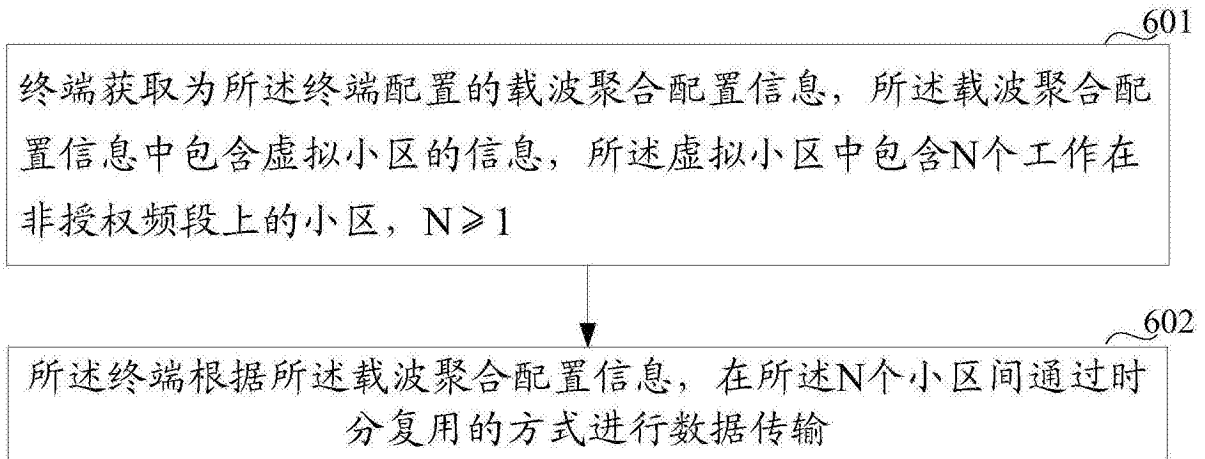 601
终端获取为所述终端配置的载波聚合配置信息，所述载波聚合配
置信息中包含虚拟小区的信息，所述虚拟小区中包含N个工作在
非授权频段上的小区，N≥1
602
所述终端根据所述载波聚合配置信息，在所述N个小区间通过时
分复用的方式进行数据传输